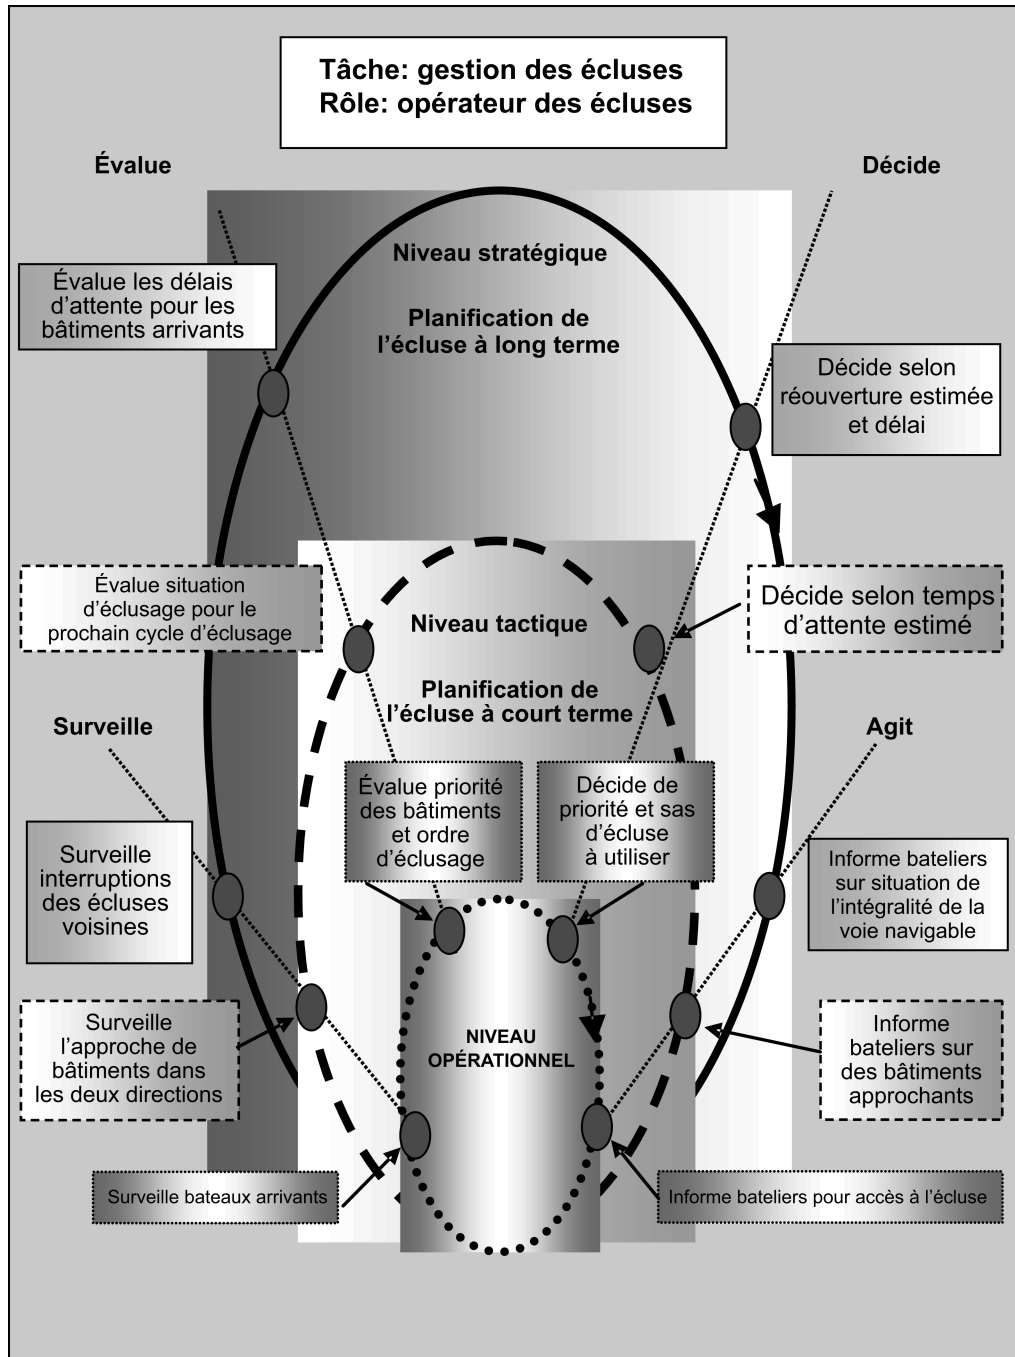 Tâche: gestion des écluses
Rôle: opérateur des écluses
Évalue
Décide
Niveau stratégique
Planification de
l'écluse à long terme
Évalue les délais
d'attente pour les
bâtiments arrivants
Décide selon
réouverture estimée
et délai
Évalue situation
d'éclusage pour le
prochain cycle d'éclusage
Niveau tactique
Planification de
l'écluse à court terme
Décide selon temps
d'attente estimé
Surveille
Agit
Évalue priorité
des bâtiments
et ordre
d'éclusage
Décide de
priorité et sas
d'écluse
à utiliser
Surveille
interruptions
des écluses
voisines
Informe bateliers
sur situation de
l'intégralité de la
voie navigable
Surveille
l'approche de
bâtiments dans
les deux directions
NIVEAU
OPÉRATIONNEL
Informe
bateliers sur
des bâtiments
approchants
Surveille bateaux arrivants
Informe bateliers pour accès à l'écluse